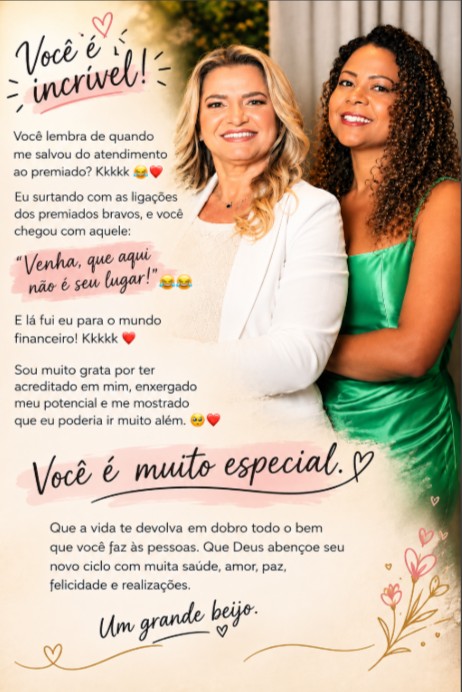 Você é
incrível!
Você lembra de quando
me salvou do atendimento
ao premiado? Kkkkk 😂❤️
Eu surtando com as ligações
dos premiados bravos, e você
chegou com aquele:
“Venha, que aqui
não é seu lugar!” 😂😂
E lá fui eu para o mundo
financeiro! Kkkkk ❤️
Sou muito grata por ter
acreditado em mim, enxergado
meu potencial e me mostrado
que eu poderia ir muito além. 🥹❤️
Você é muito especial.
Que a vida te devolva em dobro todo o bem
que você faz às pessoas. Que Deus abençoe seu
novo ciclo com muita saúde, amor, paz,
felicidade e realizações.
Um grande beijo.